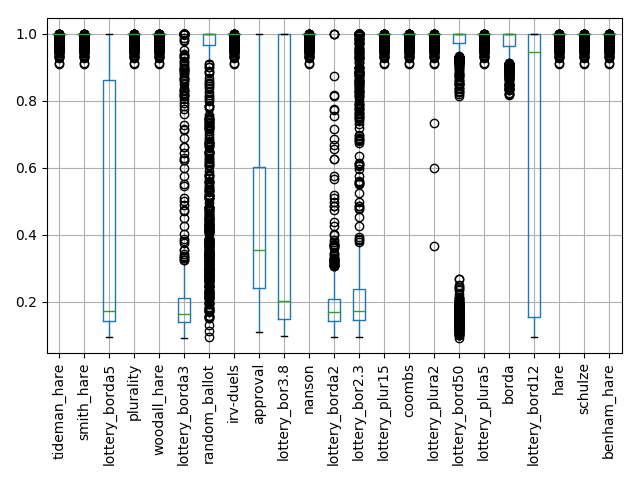 1.0
0.8
0.6
0.4
0.2
tideman_hare
smith_hare
lottery_borda5
plurality
woodall_hare
lottery_borda3
random_ballot
irv-duels
approval
lottery_bor3.8
nanson
lottery_borda2
lottery_bor2.3
lottery_plur15
coombs
lottery_plura2
lottery_bord50
lottery_plura5
borda
lottery_bord12
hare
schulze
benham_hare